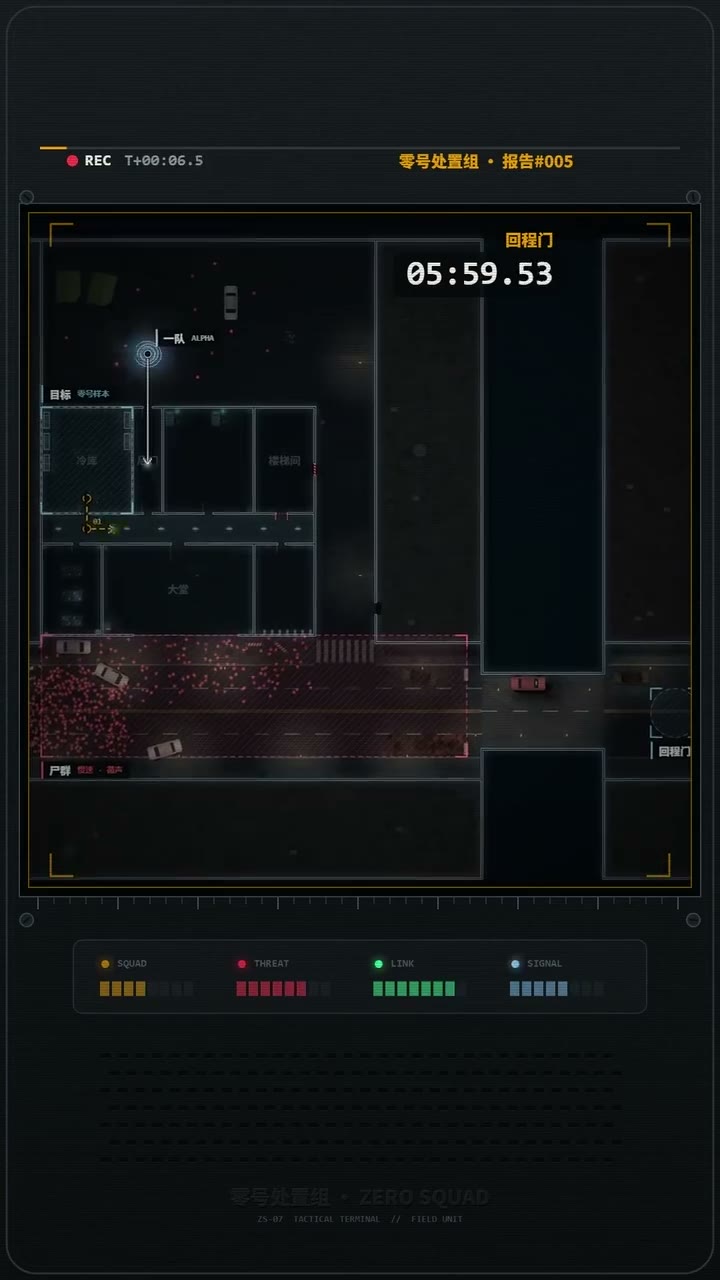 REC T+00:06.5
零号处置组 • 报告#005
回程门
05:59.53
一队 ALPHA
目标 零号样本
冷库
楼梯间
01
大堂
回程门
尸群
SQUAD
THREAT
LINK
SIGNAL
零号处置组 • ZERO SQUAD
ZS-07 TACTICAL TERMINAL // FIELD UNIT